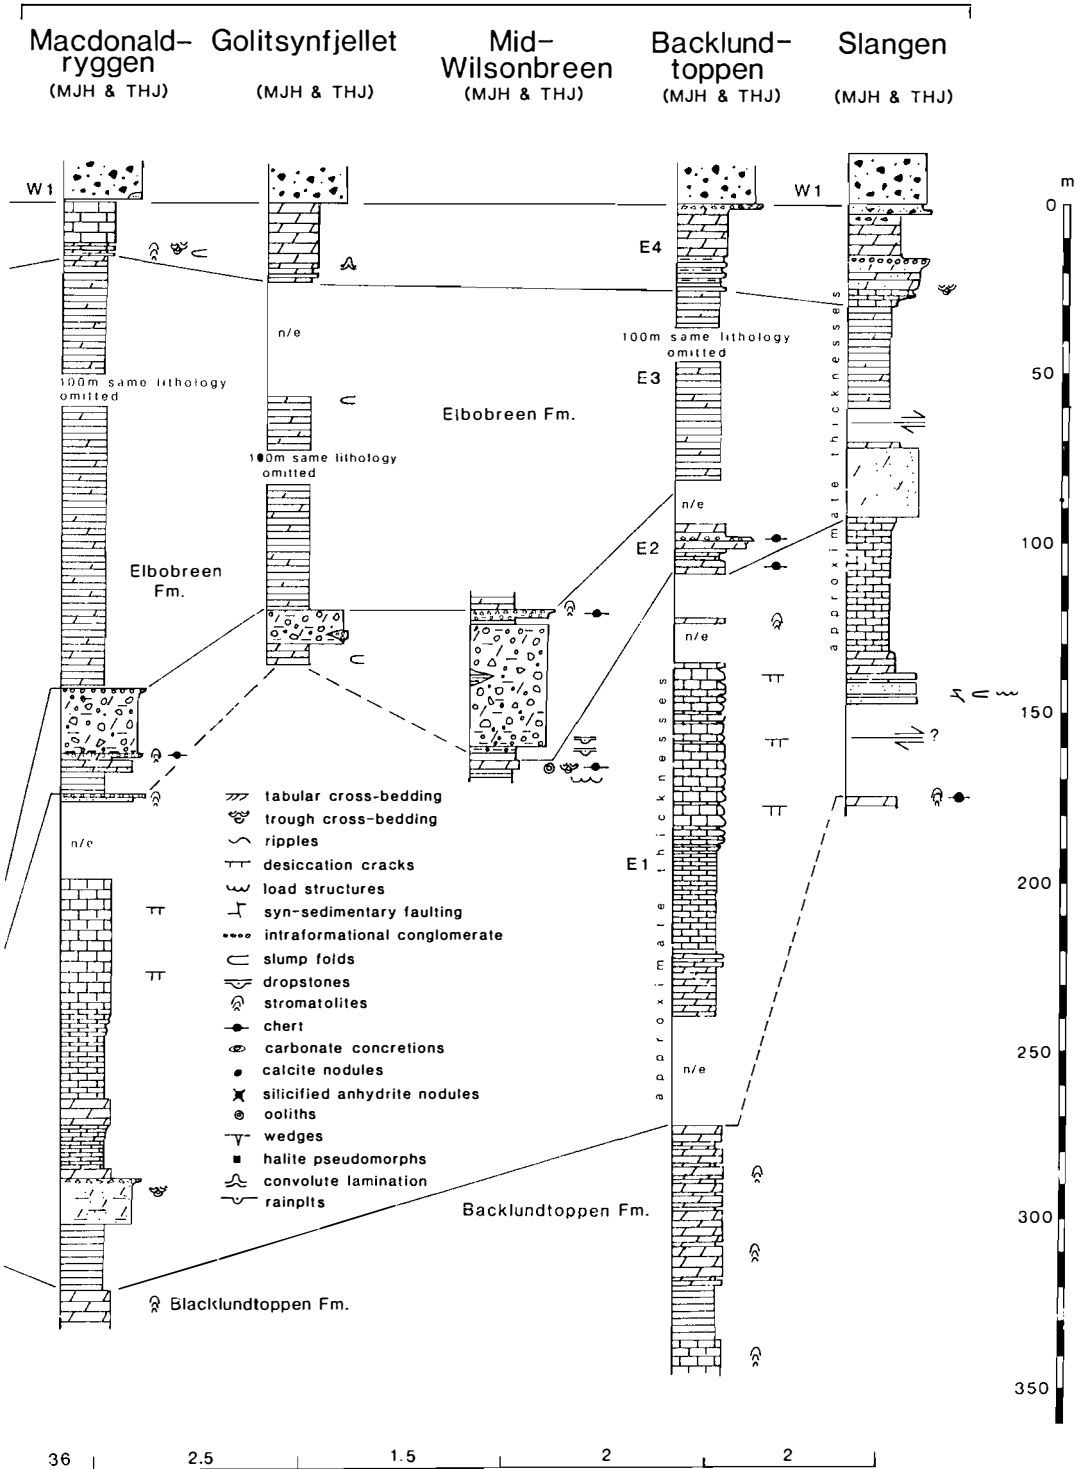 Macdonald-
ryggen
(MJH & THJ)
Golitsynfjellet
(MJH & THJ)
Mid-
Wilsonbreen
(MJH & THJ)
Backlund-
toppen
(MJH & THJ)
Slangen
(MJH & THJ)
W1
W1
m
0
50
100
150
200
250
300
350
E4
n/e
100m same lithology
omitted
E3
100m same lithology
omitted
Elbobreen Fm.
100m same lithology
omitted
n/e
E2
Elbobreen
Fm.
n/e
approximate thicknesses
approximate thicknesses
?
n/e
E1
n/e
tabular cross-bedding
trough cross-bedding
ripples
desiccation cracks
load structures
syn-sedimentary faulting
intraformational conglomerate
slump folds
dropstones
stromatolites
chert
carbonate concretions
calcite nodules
silicified anhydrite nodules
ooliths
wedges
halite pseudomorphs
convolute lamination
rainplts
Backlundtoppen Fm.
Blacklundtoppen Fm.
36
2.5
1.5
2
2